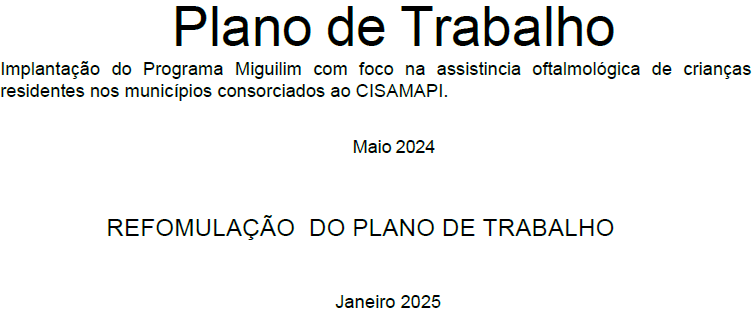 Plano de Trabalho
Implantação do Programa Miguilim com foco na assistincia oftalmológica de crianças
residentes nos municípios consorciados ao CISAMAPI.
Maio 2024
REFOMULAÇÃO DO PLANO DE TRABALHO
Janeiro 2025